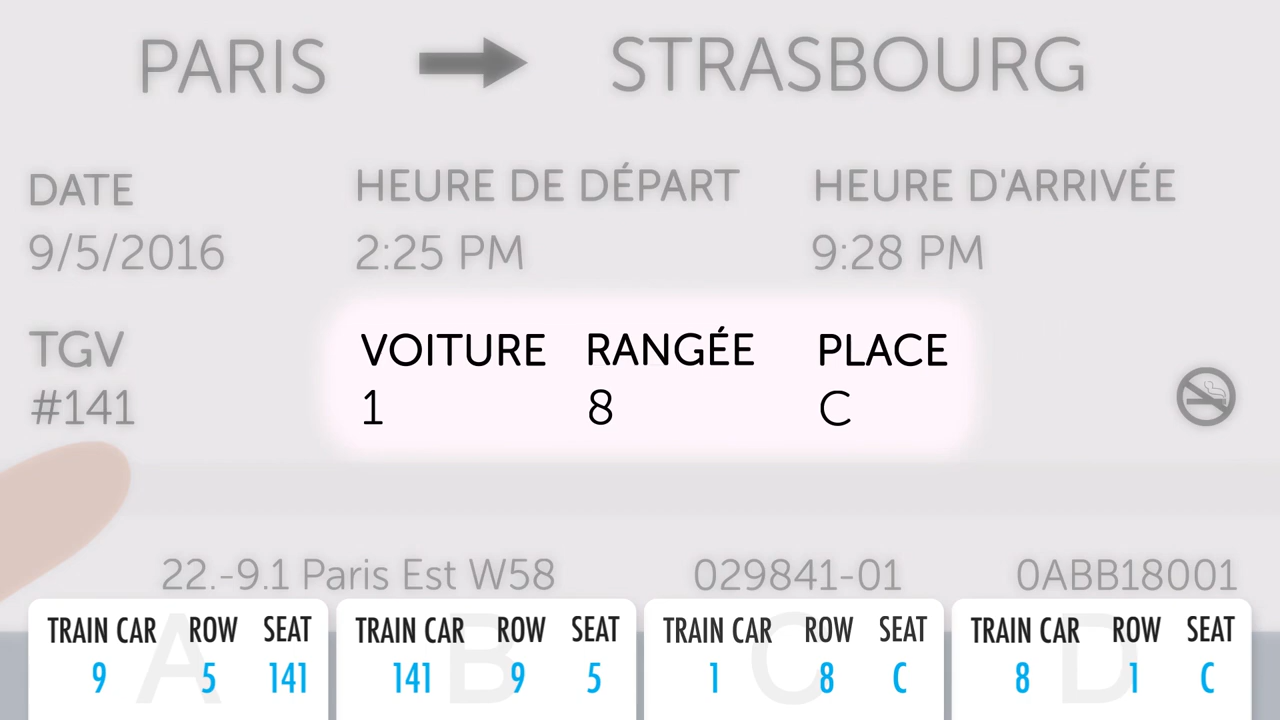 PARIS STRASBOURG
DATE HEURE DE DÉPART HEURE D'ARRIVÉE
9/5/2016 2:25 PM 9:28 PM
TGV VOITURE RANGÉE PLACE
#141 1 8 C
22.-9.1 Paris Est W58 029841-01 0ABB18001
A B C D
TRAIN CAR ROW SEAT TRAIN CAR ROW SEAT TRAIN CAR ROW SEAT TRAIN CAR ROW SEAT
9 5 141 141 9 5 1 8 C 8 1 C